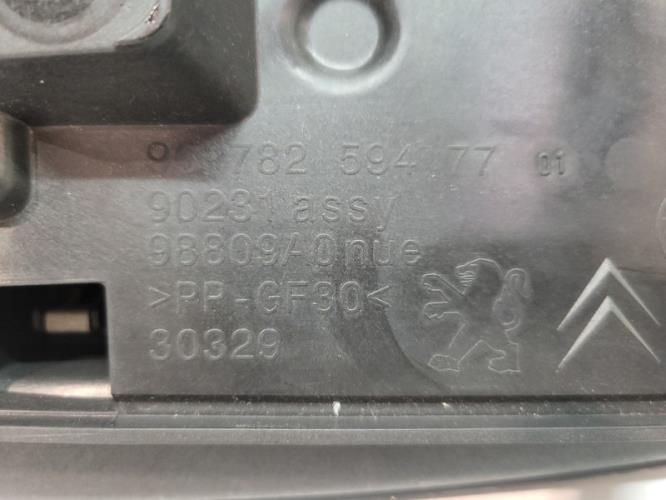 782 594 77 01
90231 assy
98809A0nue
>PP-GF30<
30329